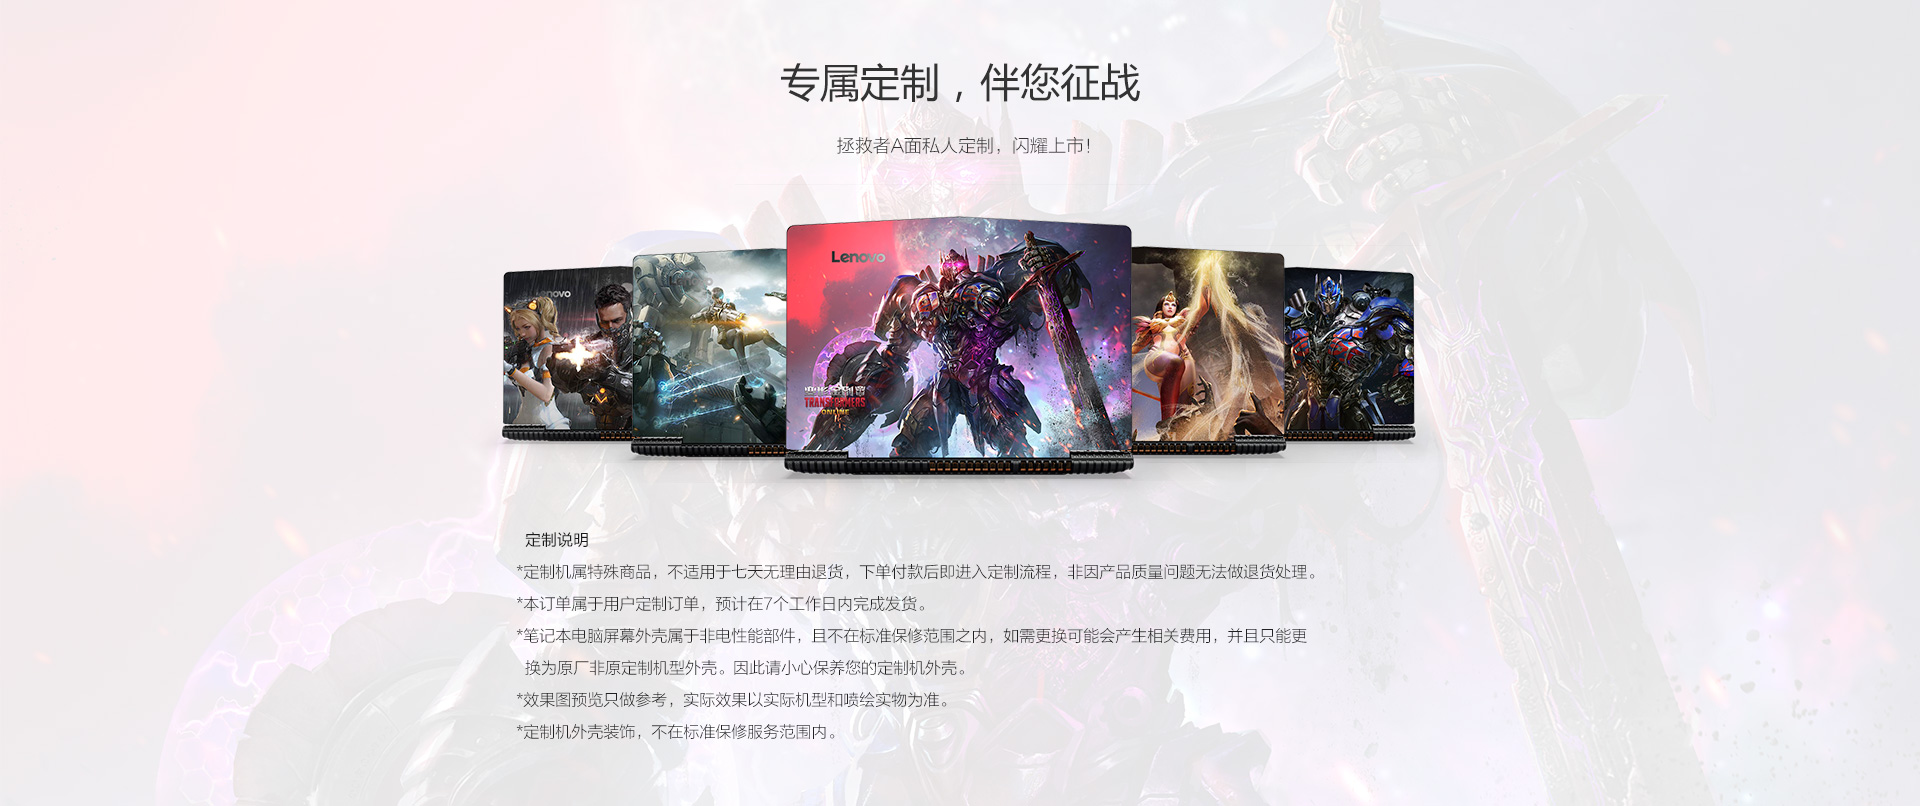 专属定制，伴您征战
拯救者A面私人定制，闪耀上市！
Lenovo
Lenovo
变形金刚
TRANSFORMERS
ONLINE
定制说明
*定制机属特殊商品，不适用于七天无理由退货，下单付款后即进入定制流程，非因产品质量问题无法做退货处理。
*本订单属于用户定制订单，预计在7个工作日内完成发货。
*笔记本电脑屏幕外壳属于非电性能部件，且不在标准保修范围之内，如需更换可能会产生相关费用，并且只能更
换为原厂非原定制机型外壳。因此请小心保养您的定制机外壳。
*效果图预览只做参考，实际效果以实际机型和喷绘实物为准。
*定制机外壳装饰，不在标准保修服务范围内。